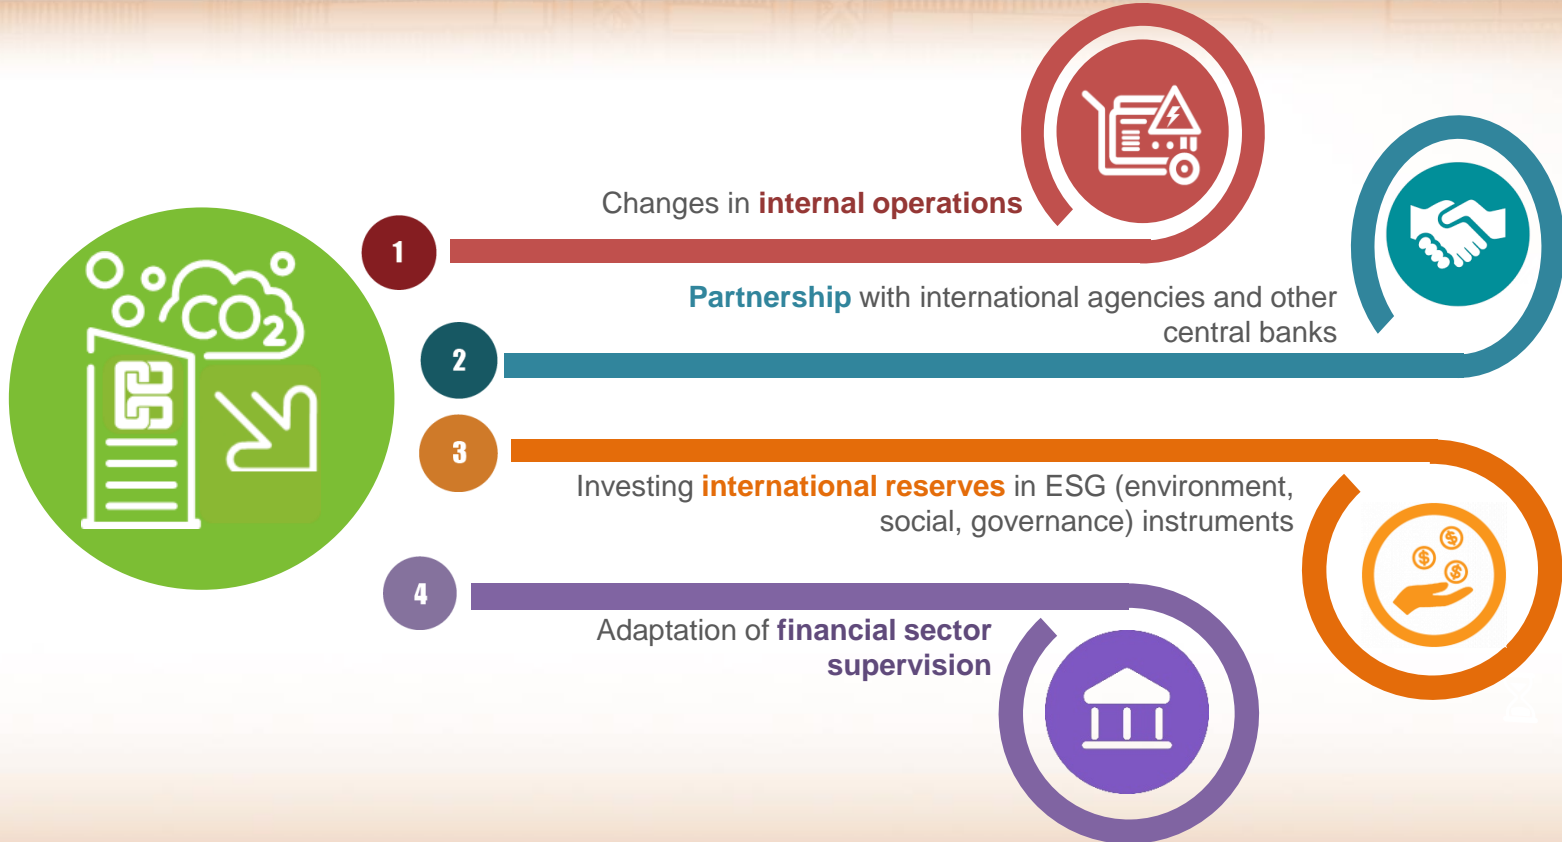 CO2
1
Changes in internal operations
2
Partnership with international agencies and other
central banks
3
Investing international reserves in ESG (environment,
social, governance) instruments
4
Adaptation of financial sector
supervision
$
$
$